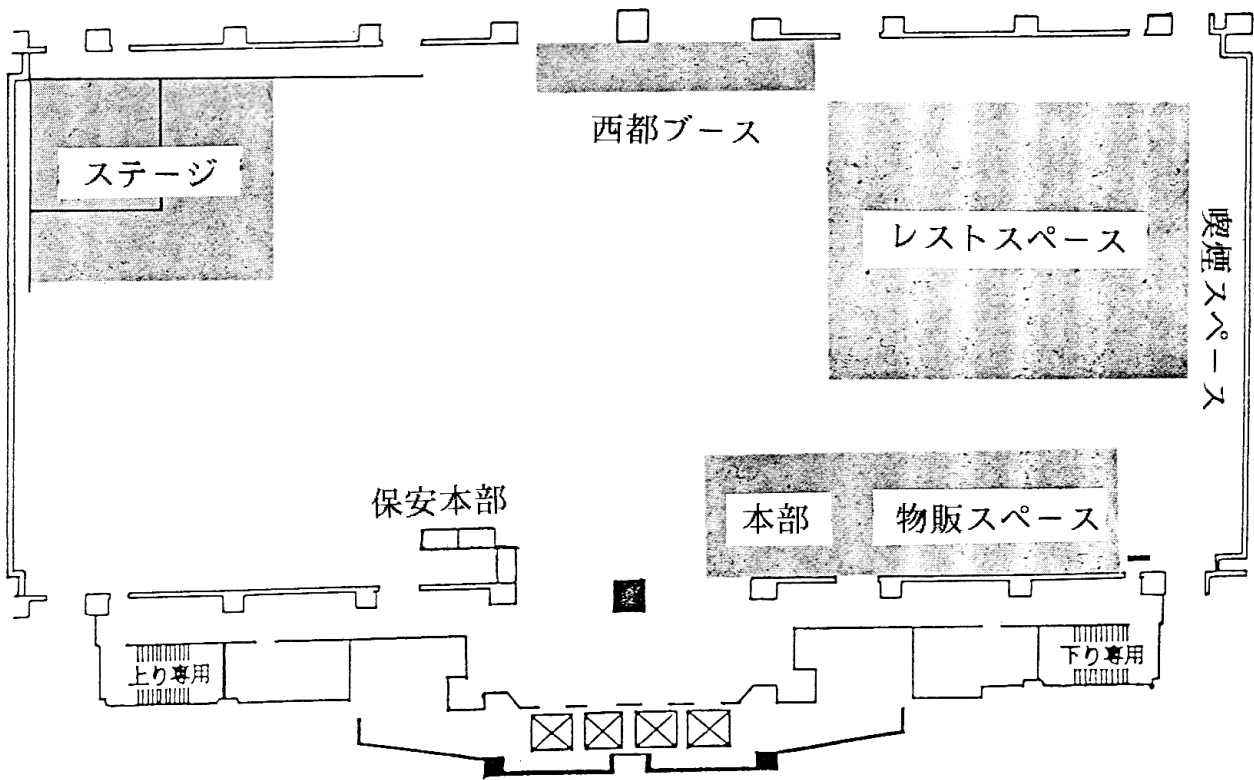 西都ブース
ステージ
レストスペース
喫煙スペース
保安本部
本部
物販スペース
上り専用
下り専用